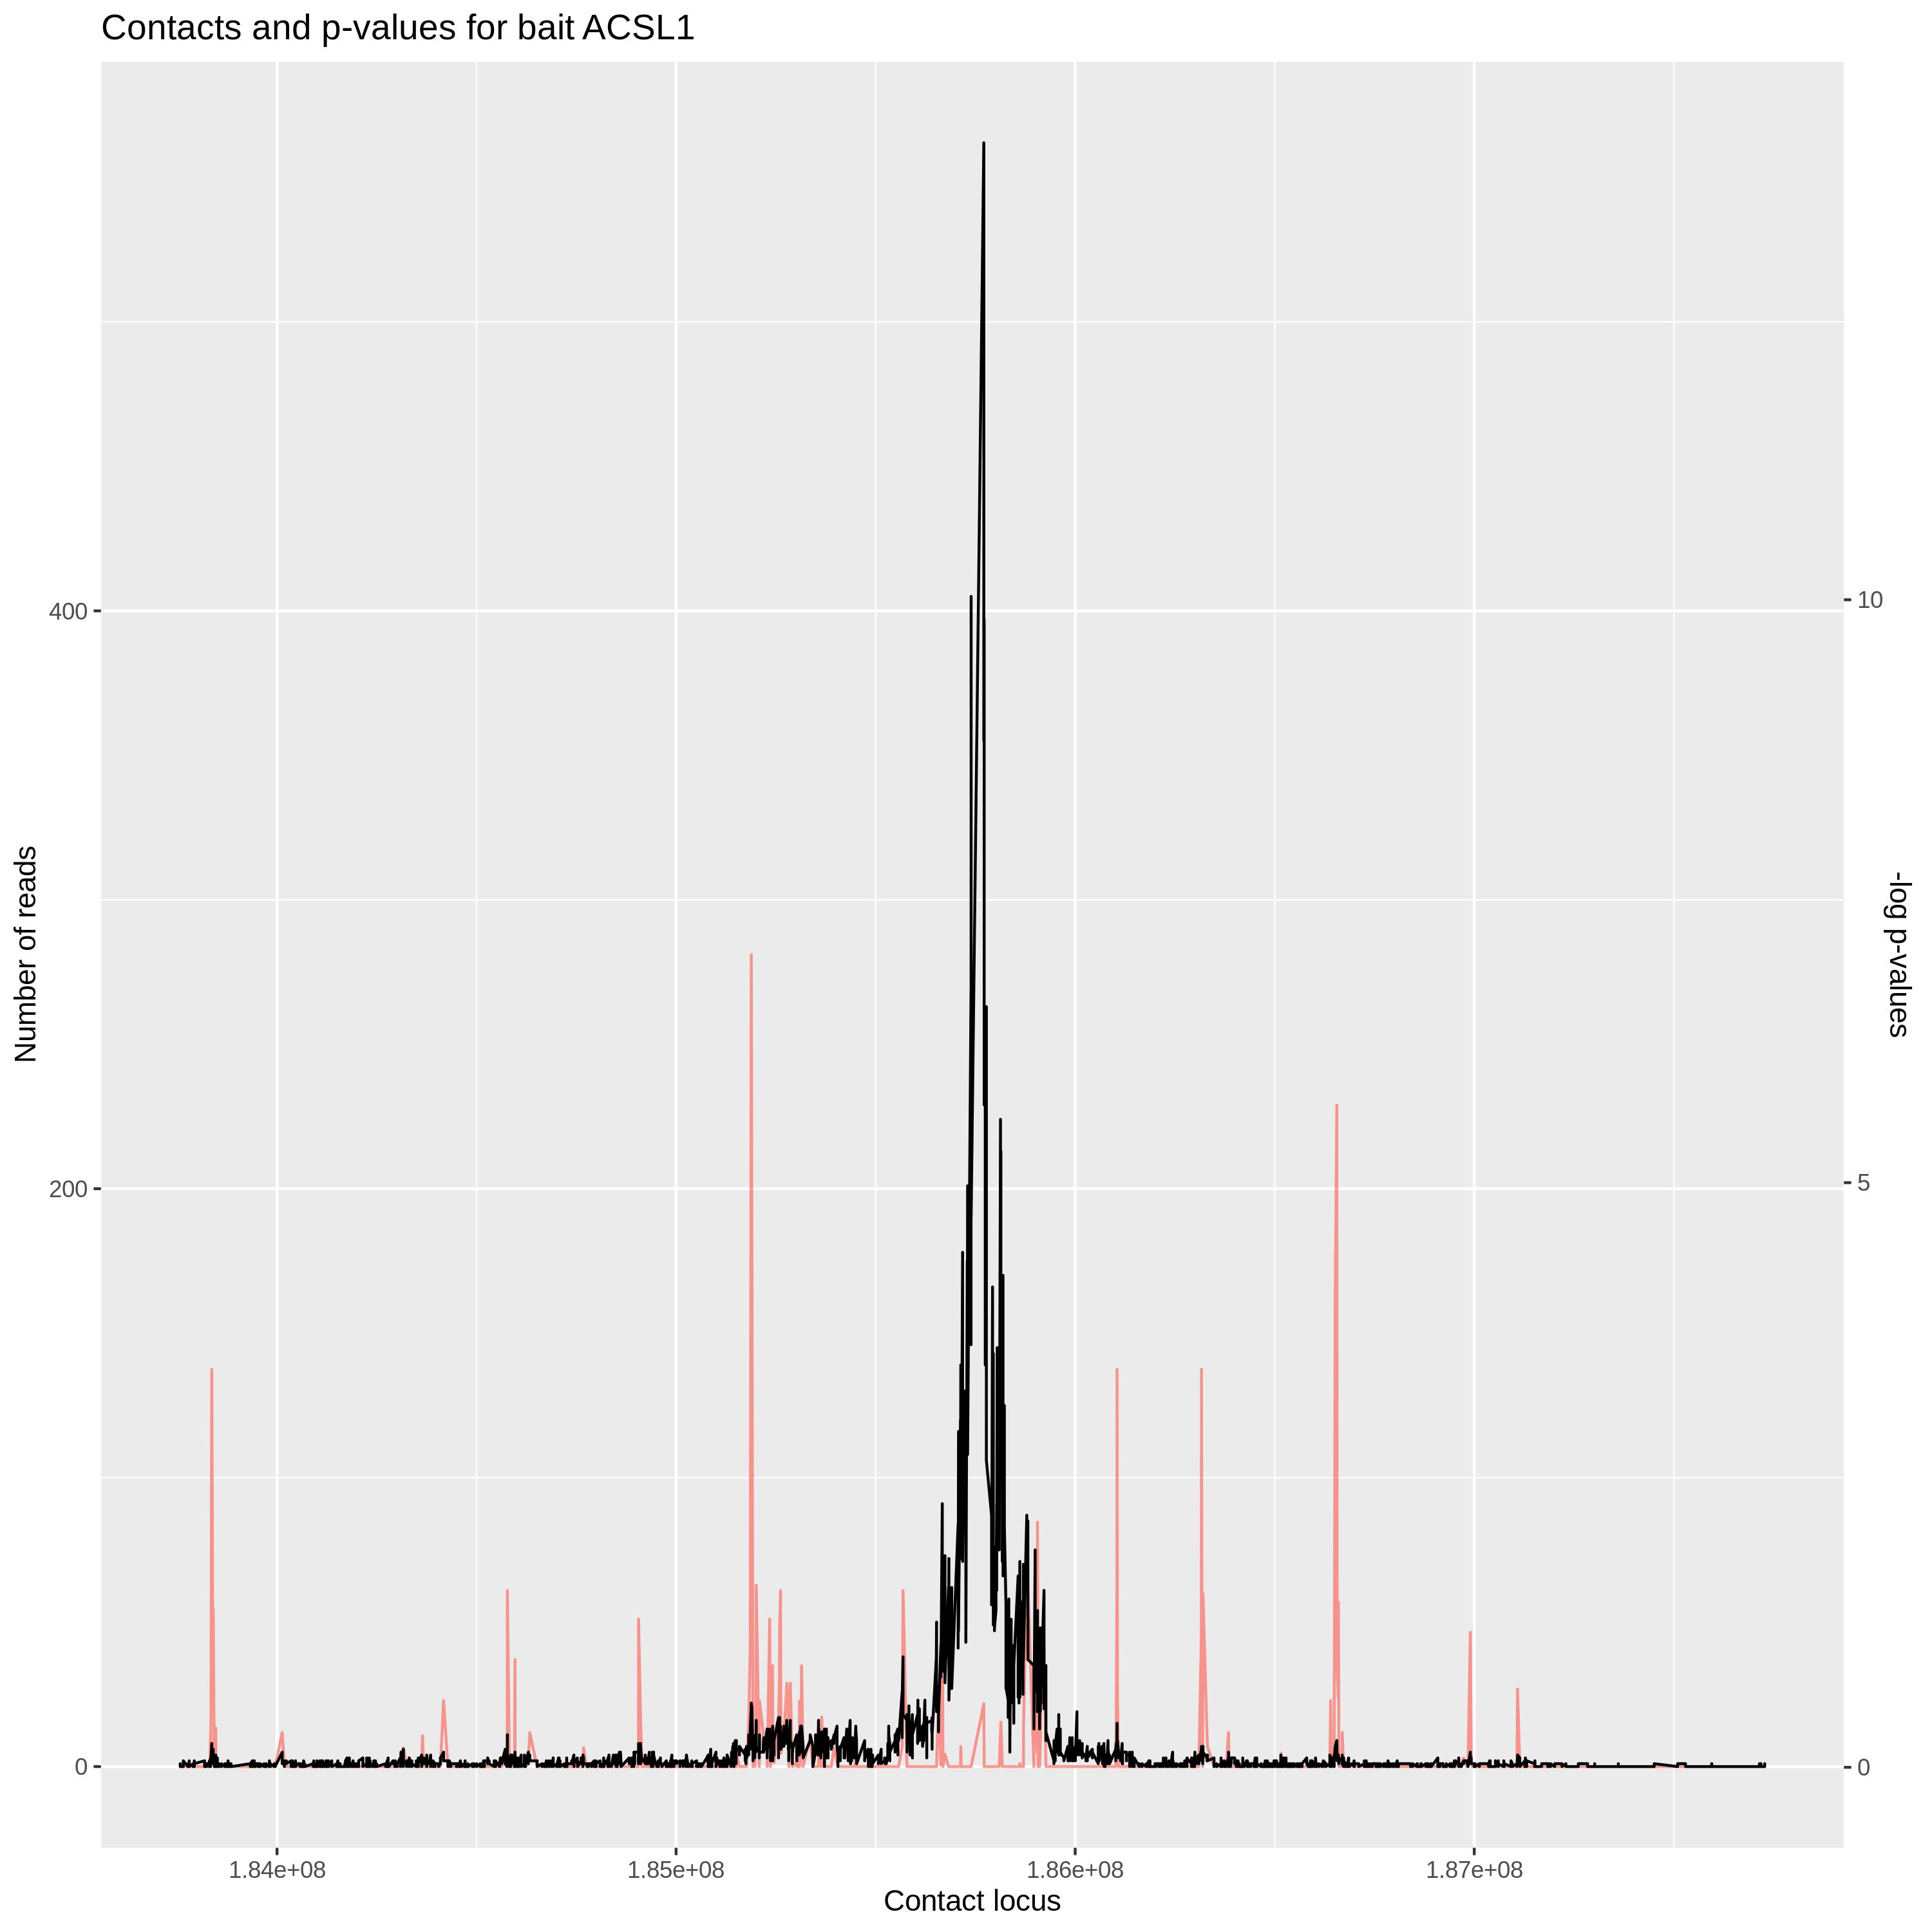 Contacts and p-values for bait ACSL1
Number of reads
400
200
0
10
5
0
-log p-values
1.84e+08
1.85e+08
1.86e+08
1.87e+08
Contact locus